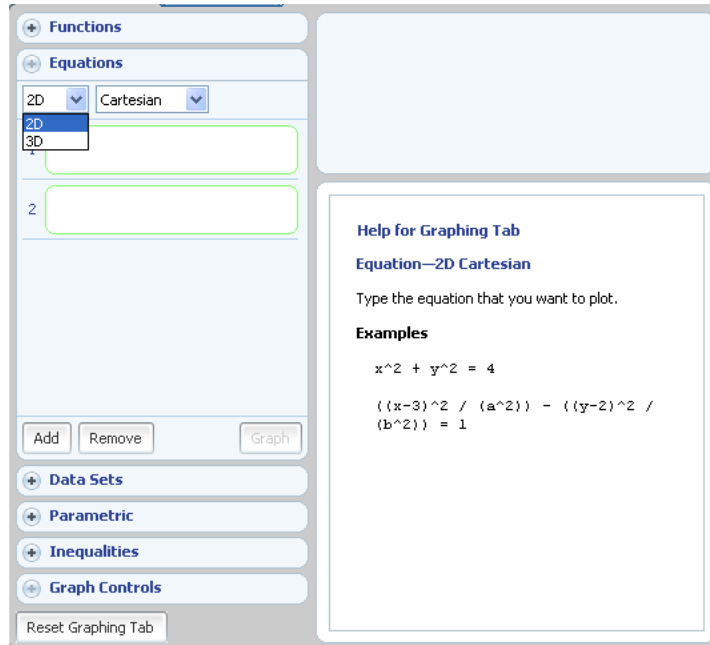 Functions
Equations
2D Cartesian
2D
3D
2
Add Remove Graph
Data Sets
Parametric
Inequalities
Graph Controls
Reset Graphing Tab
Help for Graphing Tab
Equation—2D Cartesian
Type the equation that you want to plot.
Examples
x^2 + y^2 = 4
((x-3)^2 / (a^2)) - ((y-2)^2 /
(b^2)) = 1